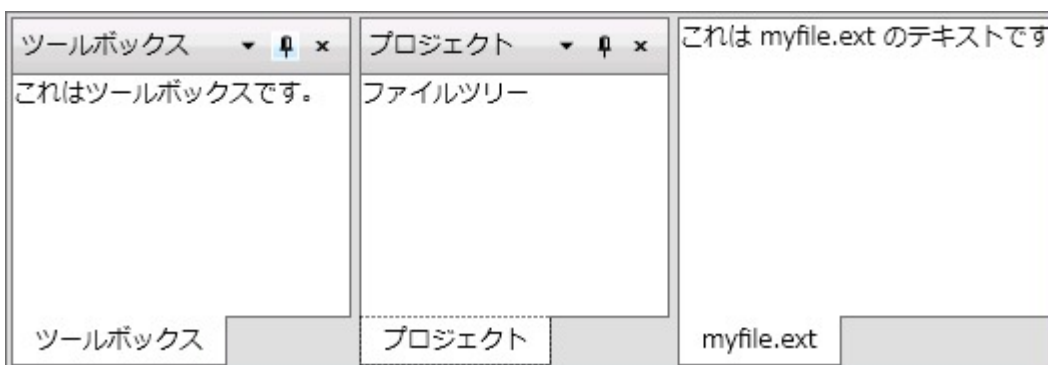 ツールボックス
これはツールボックスです。
ツールボックス
プロジェクト
ファイルツリー
プロジェクト
これは myfile.ext のテキストです
myfile.ext